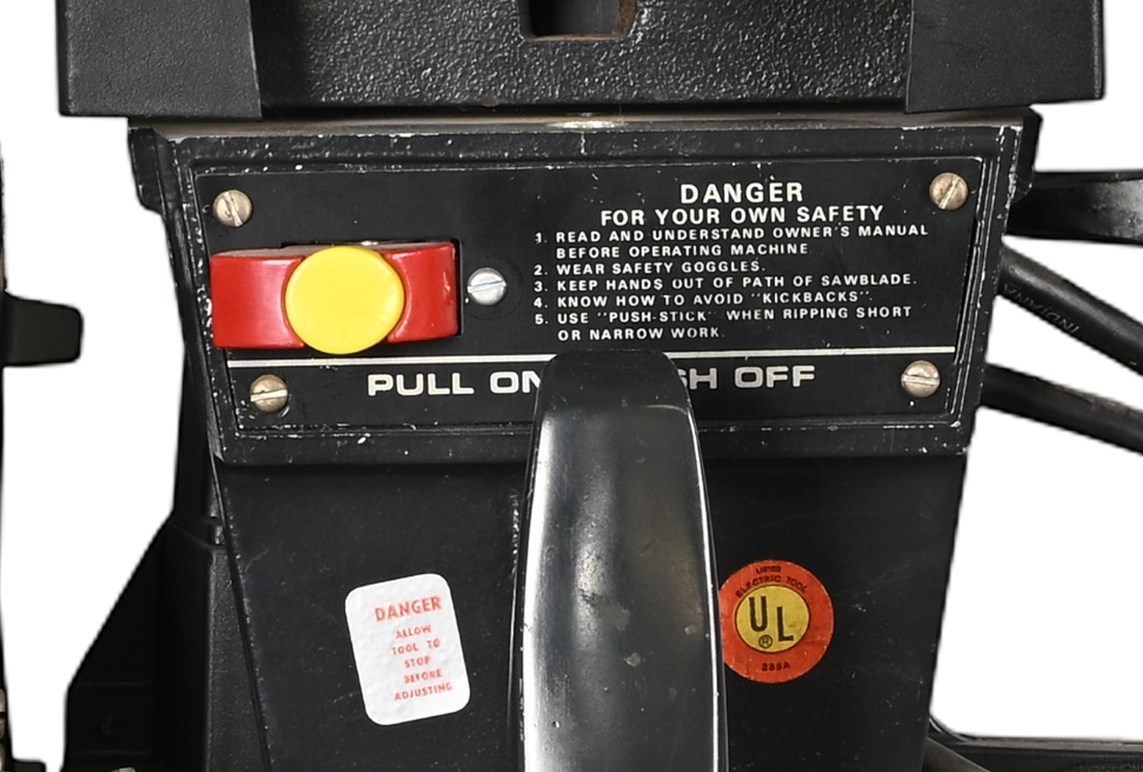 DANGER
FOR YOUR OWN SAFETY
1. READ AND UNDERSTAND OWNER'S MANUAL
BEFORE OPERATING MACHINE
2. WEAR SAFETY GOGGLES.
3. KEEP HANDS OUT OF PATH OF SAWBLADE.
4. KNOW HOW TO AVOID "KICKBACKS".
5. USE "PUSH-STICK" WHEN RIPPING SHORT
OR NARROW WORK.
PULL ON SH OFF
INDIANA
DANGER
ALLOW
TOOL TO
STOP
BEFORE
ADJUSTING
LISTED
ELECTRIC TOOL
UL
®